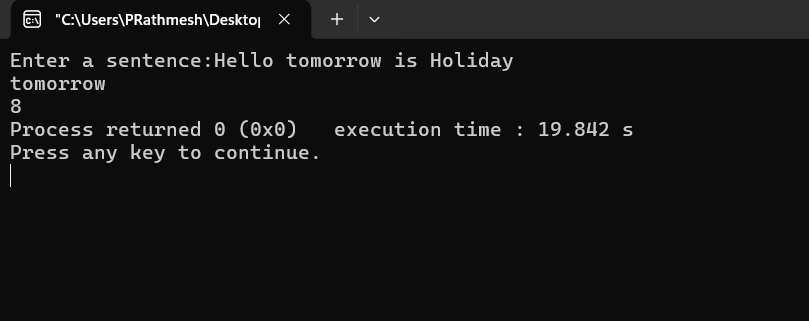 "C:\Users\PRathmesh\Desktop
Enter a sentence:Hello tomorrow is Holiday
tomorrow
8
Process returned 0 (0x0)   execution time : 19.842 s
Press any key to continue.